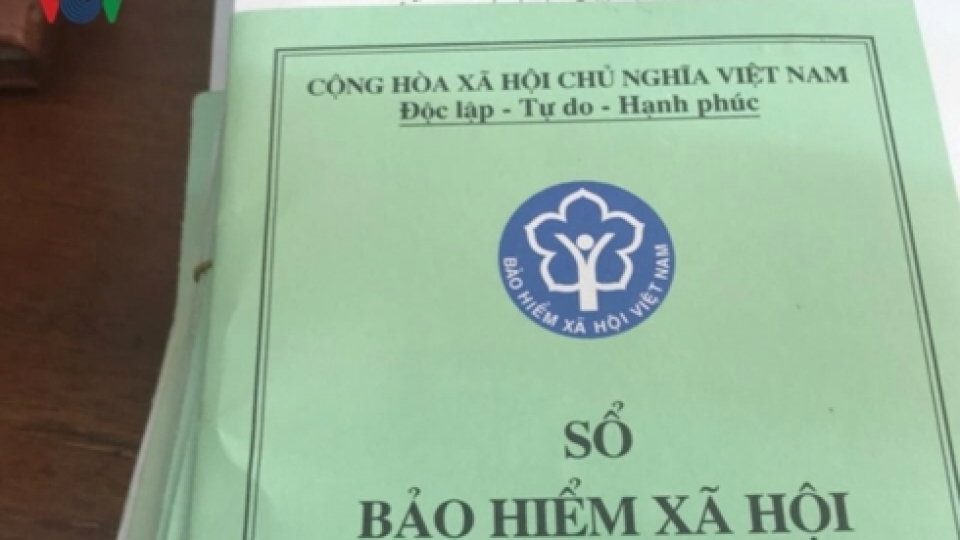 VOV
CỘNG HÒA XÃ HỘI CHỦ NGHĨA VIỆT NAM
Độc lập - Tự do - Hạnh phúc
BẢO HIỂM XÃ HỘI VIỆT NAM
SỔ
BẢO HIỂM XÃ HỘI